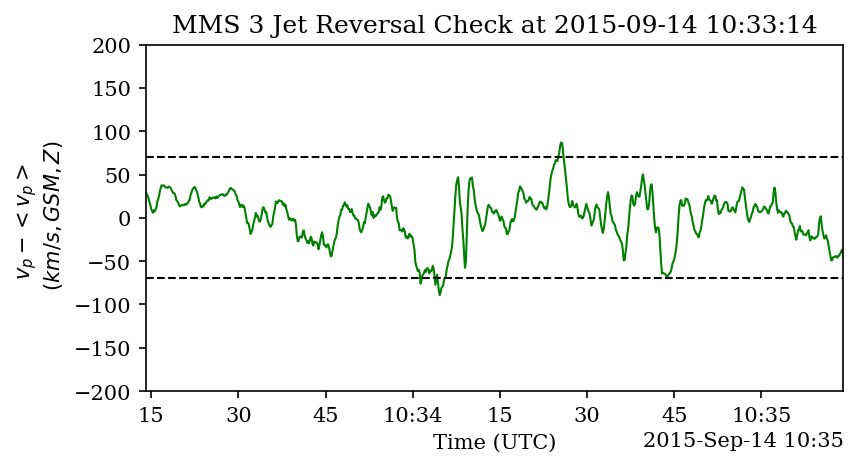 MMS 3 Jet Reversal Check at 2015-09-14 10:33:14
v_p − < v_p >
(km/s, GSM, Z)
200
150
100
50
0
−50
−100
−150
−200
15 30 45 10:34 15 30 45 10:35
Time (UTC)
2015-Sep-14 10:35